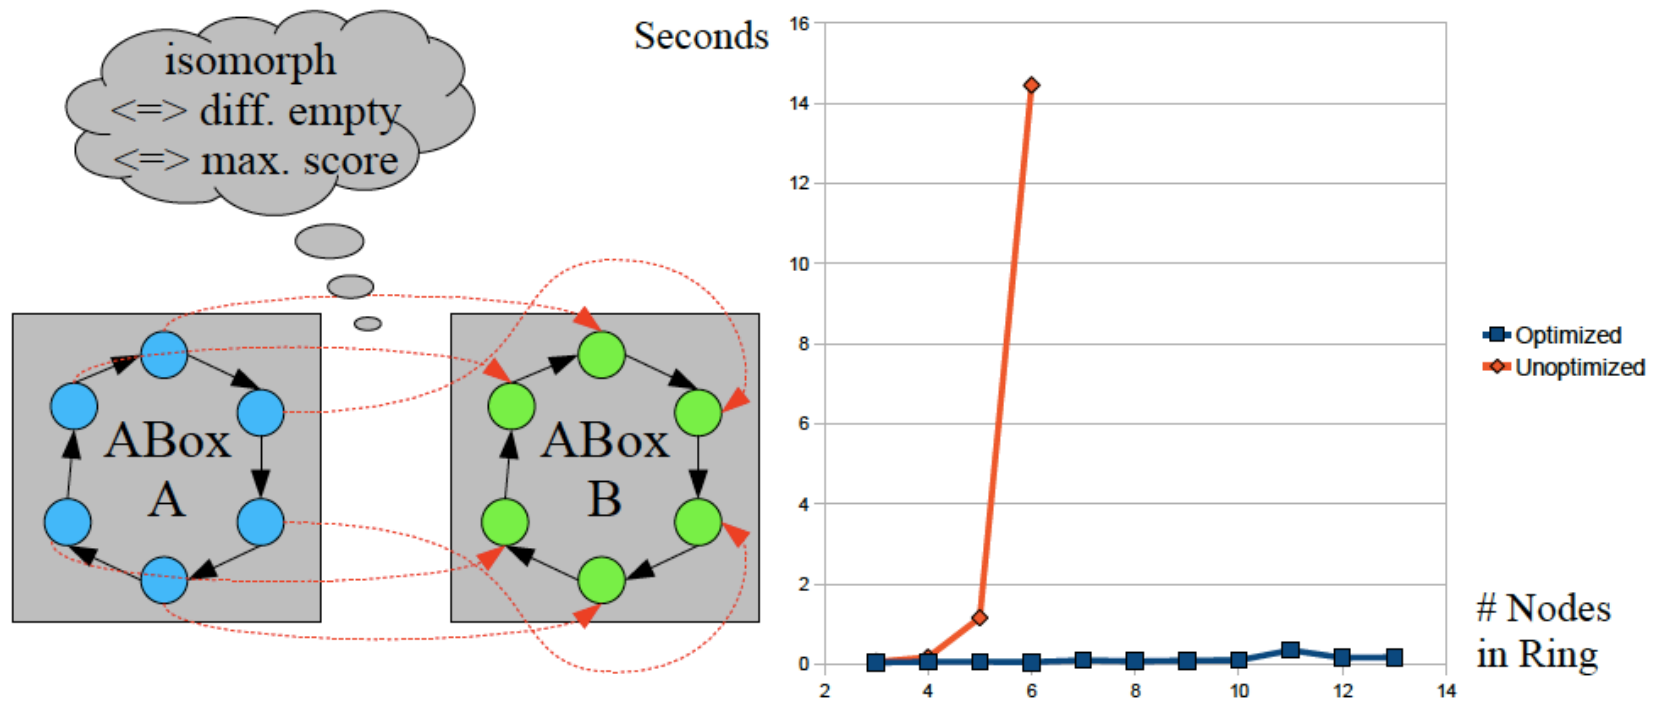 isomorph
<=> diff. empty
<=> max. score
ABox
A
ABox
B
Seconds
16
14
12
10
8
6
4
2
0
2 4 6 8 10 12 14
Optimized
Unoptimized
# Nodes
in Ring